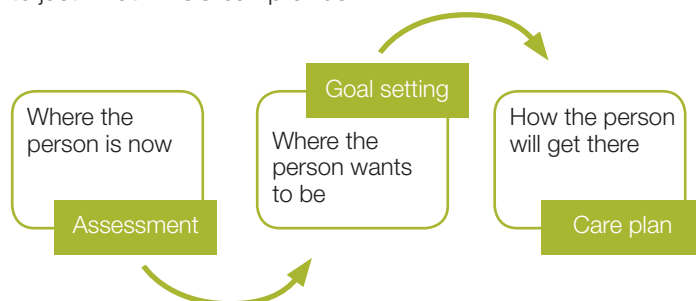 Where the
person is now
Assessment
Goal setting
Where the
person wants
to be
How the person
will get there
Care plan